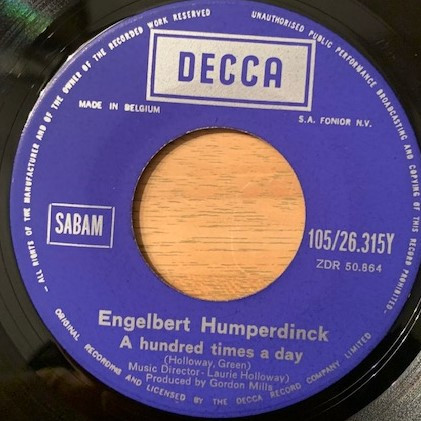 ALL RIGHTS OF THE MANUFACTURER AND OF THE OWNER OF THE RECORDED WORK RESERVED
UNAUTHORISED PUBLIC PERFORMANCE BROADCASTING AND COPYING OF THIS RECORD PROHIBITED
DECCA
MADE IN BELGIUM
S.A. FONIOR N.V.
SABAM
105/26.315Y
ZDR 50.864
Engelbert Humperdinck
A hundred times a day
(Holloway, Green)
Music Director - Laurie Holloway)
Produced by Gordon Mills
ORIGINAL RECORDING AND LICENSED BY THE DECCA RECORD COMPANY LIMITED